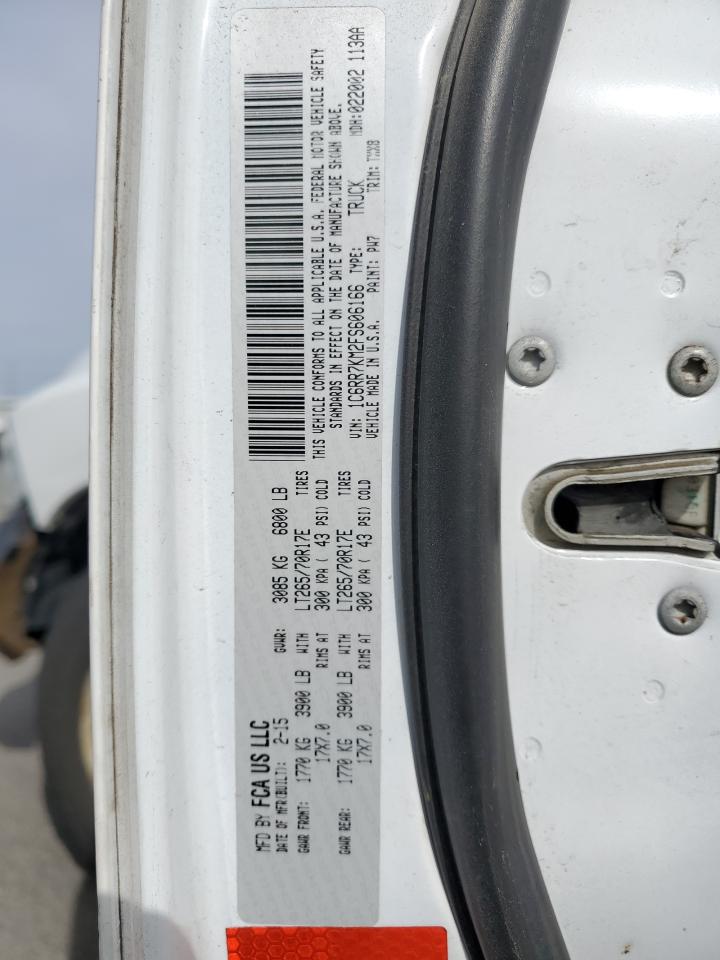 MFD BY FCA US LLC
DATE OF MFR(BUILT): 2-15 GVWR: 3085 KG 6800 LB
GAWR FRONT: 1770 KG 3900 LB WITH LT265/70R17E TIRES
17X7.0 RIMS AT 300 KPA ( 43 PSI) COLD
GAWR REAR: 1770 KG 3900 LB WITH LT265/70R17E TIRES
17X7.0 RIMS AT 300 KPA ( 43 PSI) COLD
THIS VEHICLE CONFORMS TO ALL APPLICABLE U.S.A. FEDERAL MOTOR VEHICLE SAFETY
STANDARDS IN EFFECT ON THE DATE OF MANUFACTURE SHOWN ABOVE.
VIN: 1C6RR7KM2FS606166 TYPE: TRUCK MDH:022002 113AA
VEHICLE MADE IN U.S.A. PAINT: PW7 TRIM: